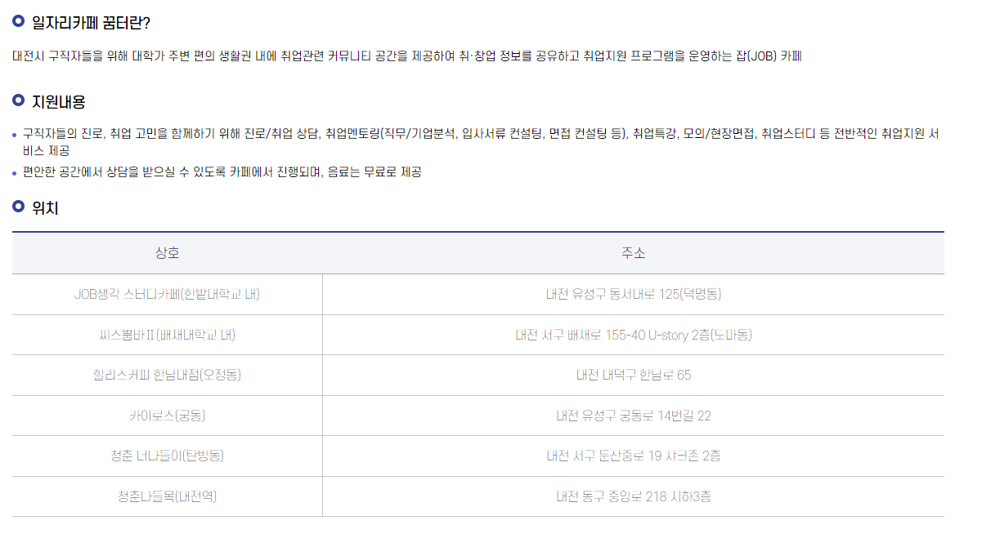 일자리카페 꿈터란?
대전시 구직자들을 위해 대학가 주변 편의 생활권 내에 취업관련 커뮤니티 공간을 제공하여 취·창업 정보를 공유하고 취업지원 프로그램을 운영하는 잡(JOB) 카페
지원내용
구직자들의 진로, 취업 고민을 함께하기 위해 진로/취업 상담, 취업멘토링(직무/기업분석, 입사서류 컨설팅, 면접 컨설팅 등), 취업특강, 모의/현장면접, 취업스터디 등 전반적인 취업지원 서
비스 제공
편안한 공간에서 상담을 받으실 수 있도록 카페에서 진행되며, 음료는 무료로 제공
위치
상호 주소
JOB생각 스터디카페(한밭대학교 내) 대전 유성구 동서대로 125(덕명동)
씨스뿜바Ⅱ(배재대학교 내) 대전 서구 배재로 155-40 U-story 2층(도마동)
힐리스커피 한남대점(오정동) 대전 대덕구 한남로 65
카이로스(궁동) 대전 유성구 궁동로 14번길 22
청춘 너나들이(탄방동) 대전 서구 둔산중로 19 샤크존 2층
청춘나들목(대전역) 대전 동구 중앙로 218 지하3층